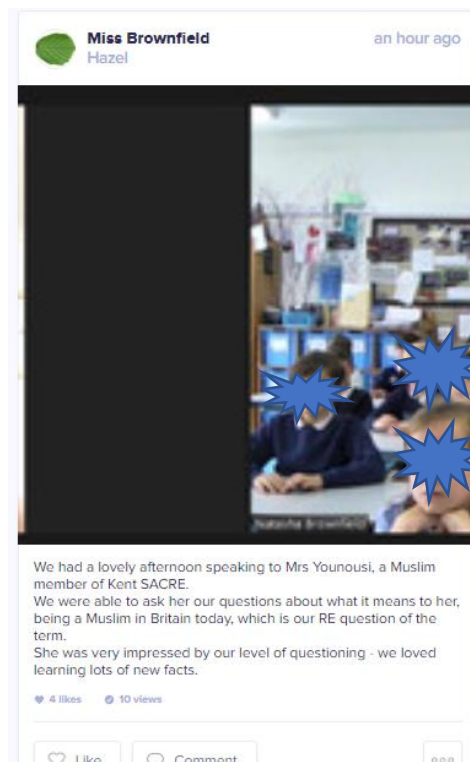 Miss Brownfield
an hour ago
Hazel
Natasha Brownfield
We had a lovely afternoon speaking to Mrs Younousi, a Muslim
member of Kent SACRE.
We were able to ask her our questions about what it means to her,
being a Muslim in Britain today, which is our RE question of the
term.
She was very impressed by our level of questioning - we loved
learning lots of new facts.
4 likes 10 views
Like Comment